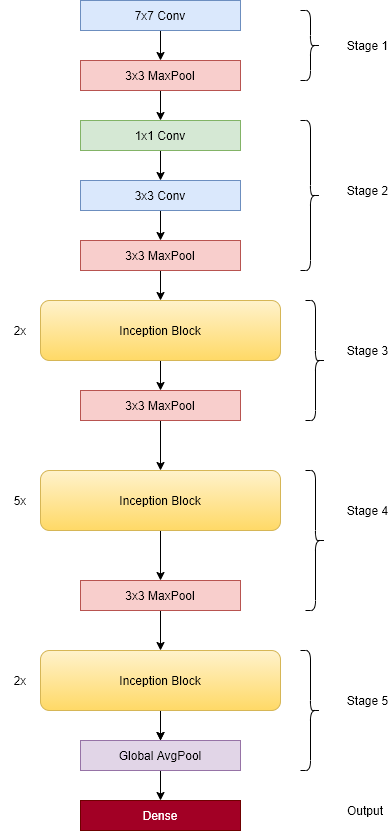 7x7 Conv
Stage 1
3x3 MaxPool
1x1 Conv
Stage 2
3x3 Conv
3x3 MaxPool
2x
Inception Block
Stage 3
3x3 MaxPool
5x
Inception Block
Stage 4
3x3 MaxPool
2x
Inception Block
Stage 5
Global AvgPool
Dense
Output